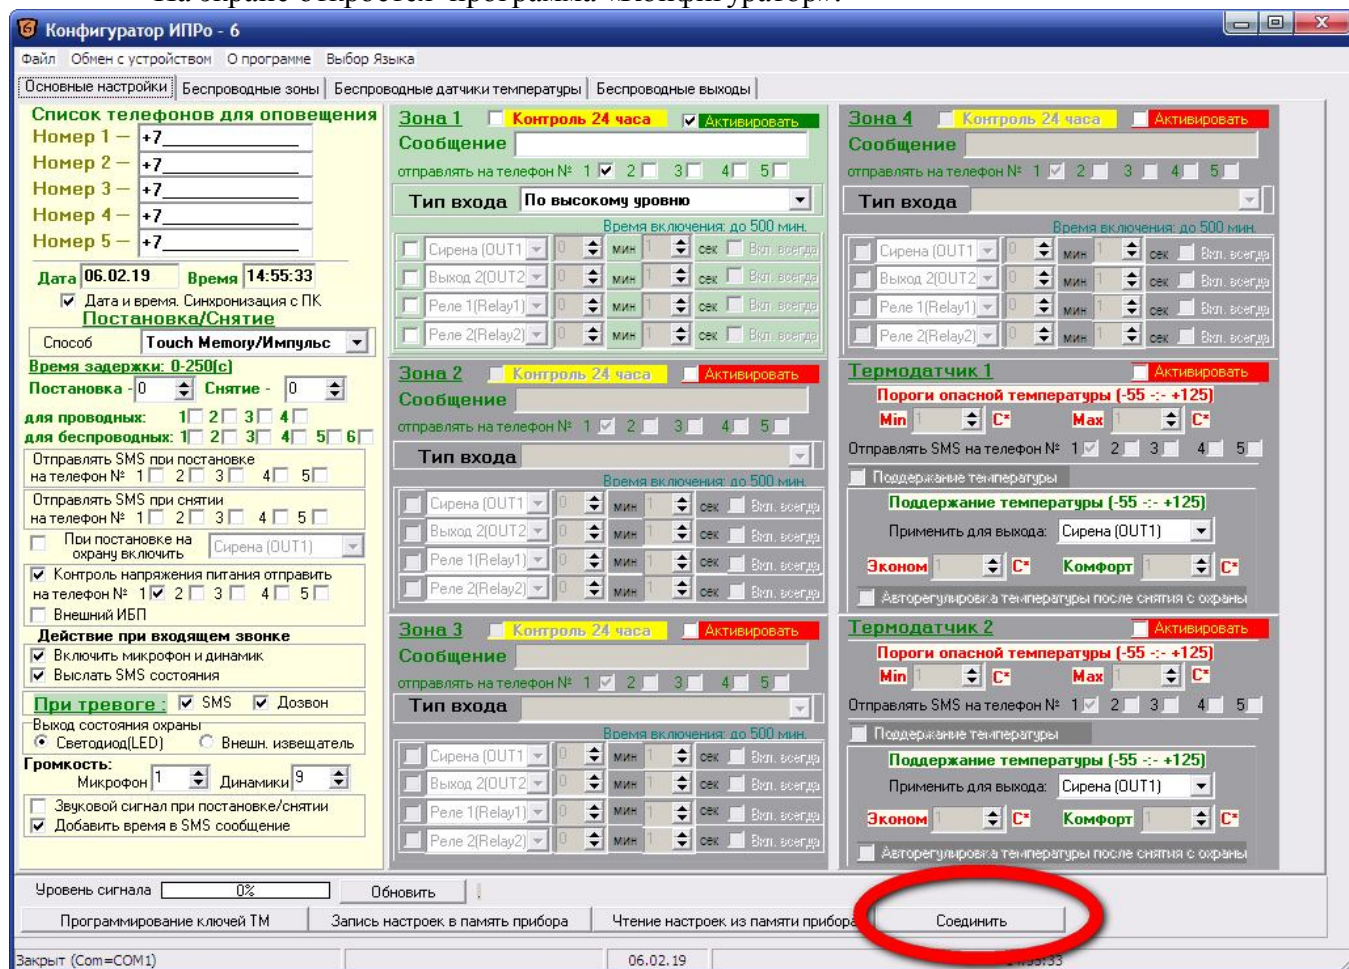 На экране откроется программа «Конфигуратор».
Конфигуратор ИПРо - 6
Файл Обмен с устройством О программе Выбор Языка
Основные настройки Беспроводные зоны Беспроводные датчики температуры Беспроводные выходы
Список телефонов для оповещения
Номер 1 – +7
Номер 2 – +7
Номер 3 – +7
Номер 4 – +7
Номер 5 – +7
Дата 06.02.19 Время 14:55:33
Дата и время. Синхронизация с ПК
Постановка/Снятие
Способ Touch Memory/Импульс
Время задержки: 0-250(с)
Постановка - 0 Снятие - 0
для проводных: 1 2 3 4
для беспроводных: 1 2 3 4 5 6
Отправлять SMS при постановке
на телефон № 1 2 3 4 5
Отправлять SMS при снятии
на телефон № 1 2 3 4 5
При постановке на
охрану включить Сирена (OUT1)
Контроль напряжения питания отправить
на телефон № 1 2 3 4 5
Внешний ИБП
Действие при входящем звонке
Включить микрофон и динамик
Выслать SMS состояния
При тревоге : SMS Дозвон
Выход состояния охраны
Светодиод(LED) Внешн. извещатель
Громкость:
Микрофон 1 Динамики 9
Звуковой сигнал при постановке/снятии
Добавить время в SMS сообщение
Зона 1 Контроль 24 часа Активировать
Сообщение
отправлять на телефон № 1 2 3 4 5
Тип входа По высокому уровню
Время включения: до 500 мин.
Сирена (OUT1 0 мин 1 сек Вкл. всегда
Выход 2(OUT2 0 мин 1 сек Вкл. всегда
Реле 1(Relay1) 0 мин 1 сек Вкл. всегда
Реле 2(Relay2) 0 мин 1 сек Вкл. всегда
Зона 2 Контроль 24 часа Активировать
Сообщение
отправлять на телефон № 1 2 3 4 5
Тип входа
Время включения: до 500 мин.
Сирена (OUT1 0 мин 1 сек Вкл. всегда
Выход 2(OUT2 0 мин 1 сек Вкл. всегда
Реле 1(Relay1) 0 мин 1 сек Вкл. всегда
Реле 2(Relay2) 0 мин 1 сек Вкл. всегда
Зона 3 Контроль 24 часа Активировать
Сообщение
отправлять на телефон № 1 2 3 4 5
Тип входа
Время включения: до 500 мин.
Сирена (OUT1 0 мин 1 сек Вкл. всегда
Выход 2(OUT2 0 мин 1 сек Вкл. всегда
Реле 1(Relay1) 0 мин 1 сек Вкл. всегда
Реле 2(Relay2) 0 мин 1 сек Вкл. всегда
Зона 4 Контроль 24 часа Активировать
Сообщение
отправлять на телефон № 1 2 3 4 5
Тип входа
Время включения: до 500 мин.
Сирена (OUT1 0 мин 1 сек Вкл. всегда
Выход 2(OUT2 0 мин 1 сек Вкл. всегда
Реле 1(Relay1) 0 мин 1 сек Вкл. всегда
Реле 2(Relay2) 0 мин 1 сек Вкл. всегда
Термодатчик 1 Активировать
Пороги опасной температуры (-55 -:- +125)
Min 1 C* Max 1 C*
Отправлять SMS на телефон № 1 2 3 4 5
Поддержание температуры
Поддержание температуры (-55 -:- +125)
Применить для выхода: Сирена (OUT1)
Эконом 1 C* Комфорт 1 C*
Авторегулировка температуры после снятия с охраны
Термодатчик 2 Активировать
Пороги опасной температуры (-55 -:- +125)
Min 1 C* Max 1 C*
Отправлять SMS на телефон № 1 2 3 4 5
Поддержание температуры
Поддержание температуры (-55 -:- +125)
Применить для выхода: Сирена (OUT1)
Эконом 1 C* Комфорт 1 C*
Авторегулировка температуры после снятия с охраны
Уровень сигнала 0% Обновить
Программирование ключей ТМ Запись настроек в память прибора Чтение настроек из памяти прибора Соединить
Закрыт (Com=COM1) 06.02.19 14:55:33